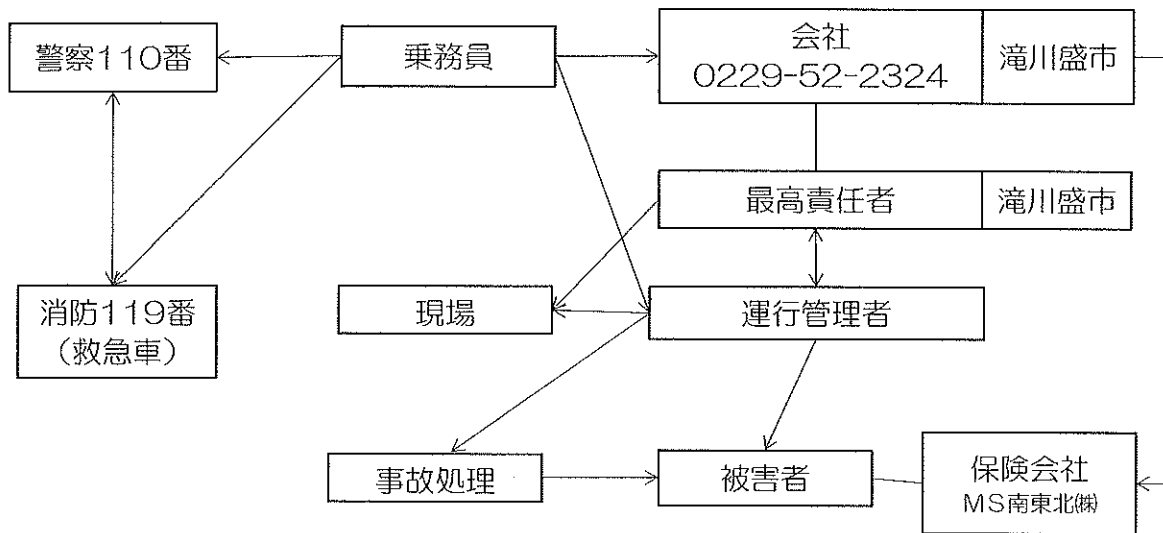 警察110番
乗務員
会社
0229-52-2324
滝川盛市
最高責任者
滝川盛市
消防119番
（救急車）
現場
運行管理者
事故処理
被害者
保険会社
MS南東北㈱